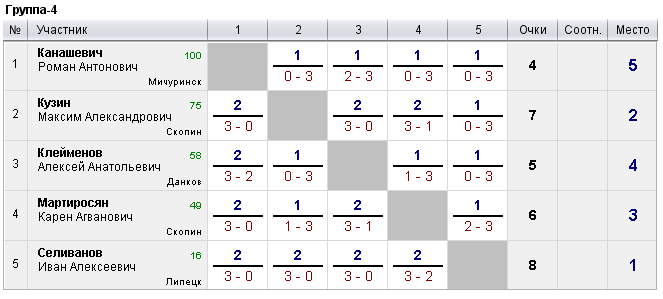 Группа-4
№ Участник 1 2 3 4 5 Очки Соотн. Место
1 Канашевич 100 1 1 1 1 4 5
Роман Антонович 0 - 3 2 - 3 0 - 3 0 - 3
Мичуринск
2 Кузин 75 2 2 2 1 7 2
Максим Александрович 3 - 0 3 - 0 3 - 1 0 - 3
Скопин
3 Клейменов 58 2 1 1 1 5 4
Алексей Анатольевич 3 - 2 0 - 3 1 - 3 0 - 3
Данков
4 Мартиросян 49 2 1 2 1 6 3
Карен Агванович 3 - 0 1 - 3 3 - 1 2 - 3
Скопин
5 Селиванов 16 2 2 2 2 8 1
Иван Алексеевич 3 - 0 3 - 0 3 - 0 3 - 2
Липецк